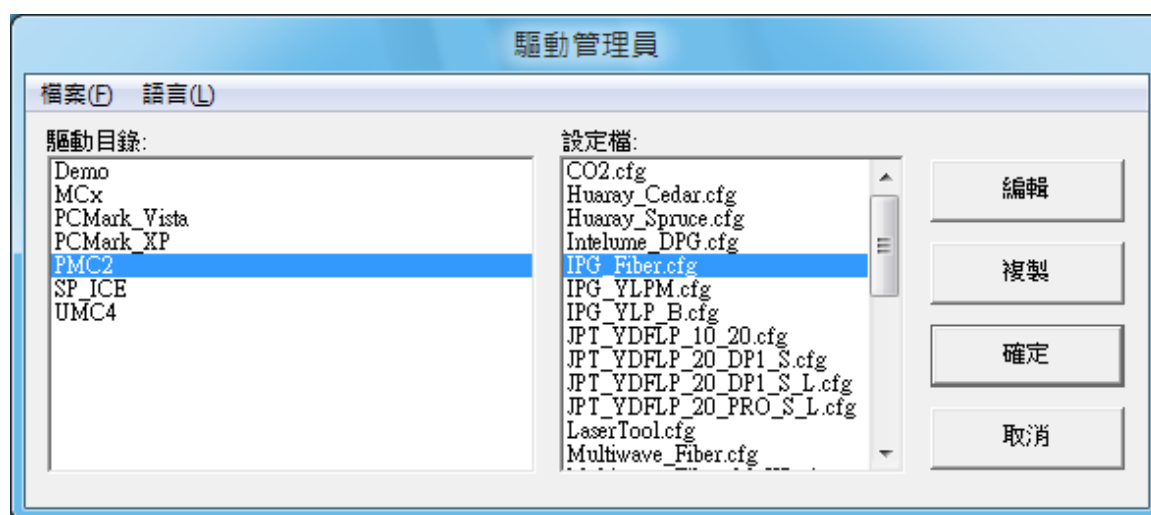 驅動管理員
檔案(F) 語言(L)
驅動目錄:
Demo
MCx
PCMark_Vista
PCMark_XP
PMC2
SP_ICE
UMC4
設定檔:
CO2.cfg
Huaray_Cedar.cfg
Huaray_Spruce.cfg
Intelume_DPG.cfg
IPG_Fiber.cfg
IPG_YLPM.cfg
IPG_YLP_B.cfg
JPT_YDFLP_10_20.cfg
JPT_YDFLP_20_DP1_S.cfg
JPT_YDFLP_20_DP1_S_L.cfg
JPT_YDFLP_20_PRO_S_L.cfg
LaserTool.cfg
Multiwave_Fiber.cfg
編輯
複製
確定
取消